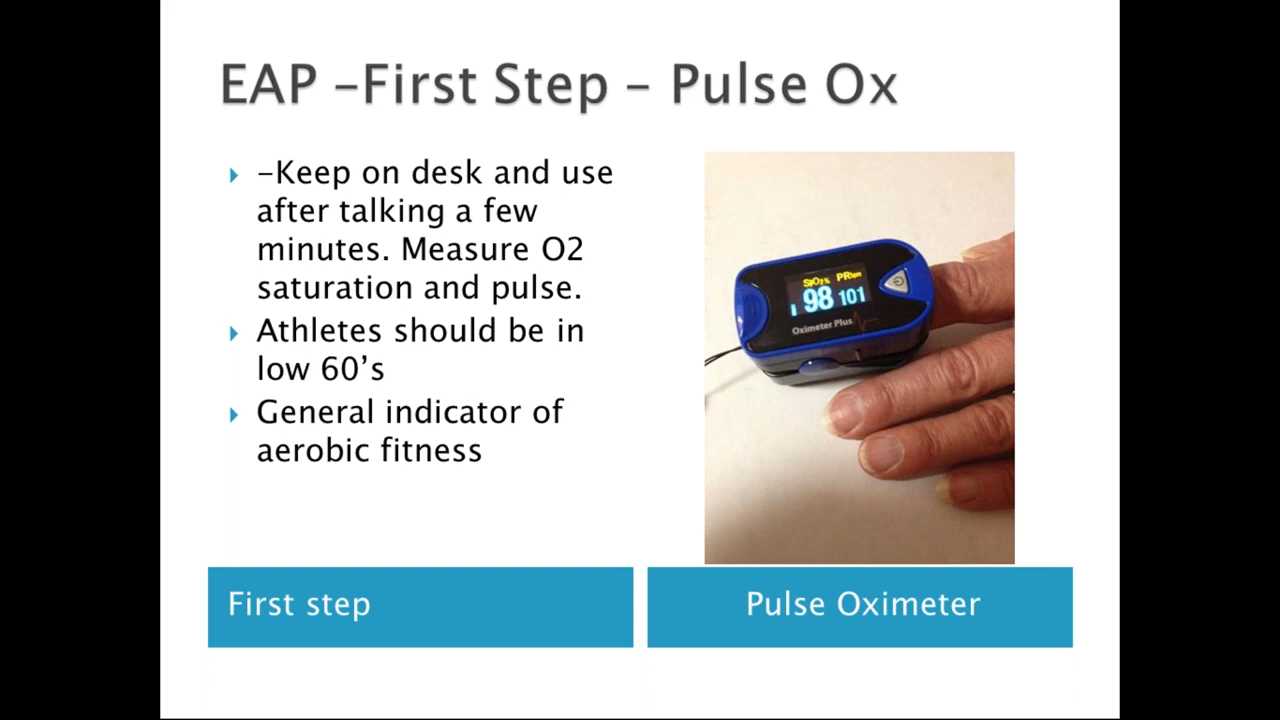 EAP –First Step – Pulse Ox
–Keep on desk and use
after talking a few
minutes. Measure O2
saturation and pulse.
Athletes should be in
low 60’s
General indicator of
aerobic fitness
SpO2% PRbpm
98 101
Oximeter Plus
First step
Pulse Oximeter